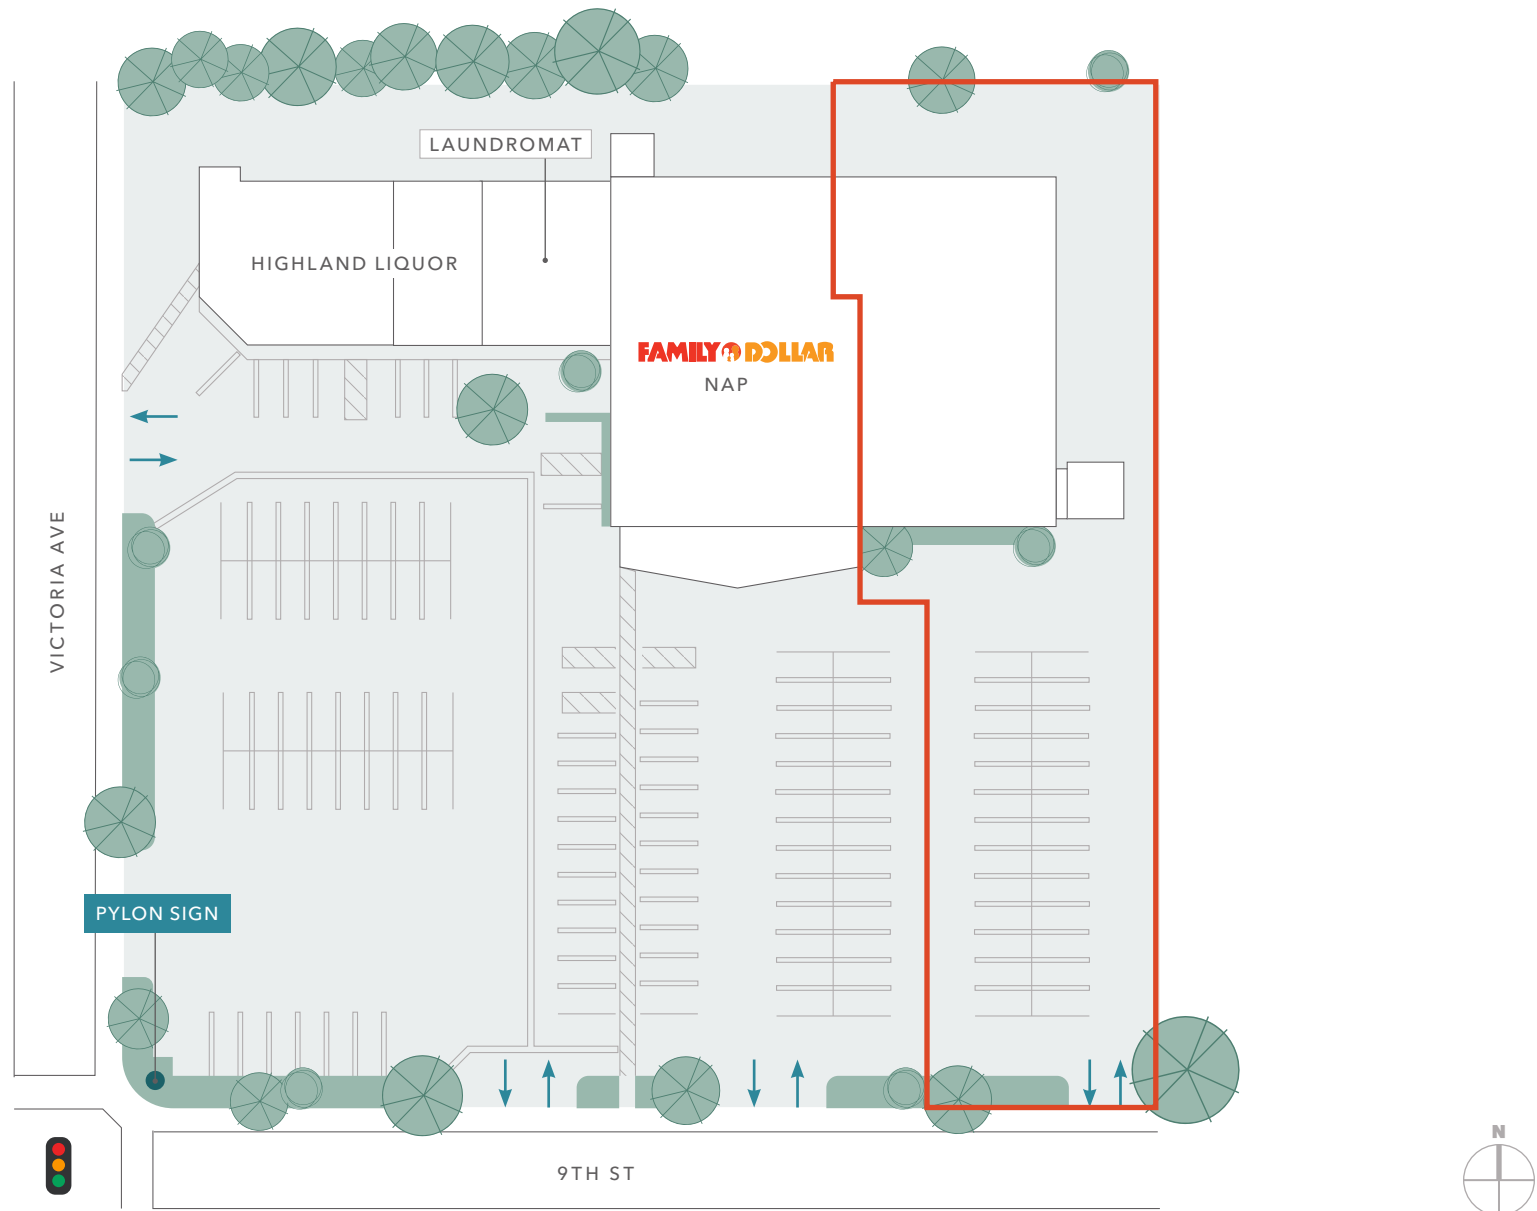 LAUNDROMAT
HIGHLAND LIQUOR
FAMILY DOLLAR
NAP
VICTORIA AVE
PYLON SIGN
9TH ST
N